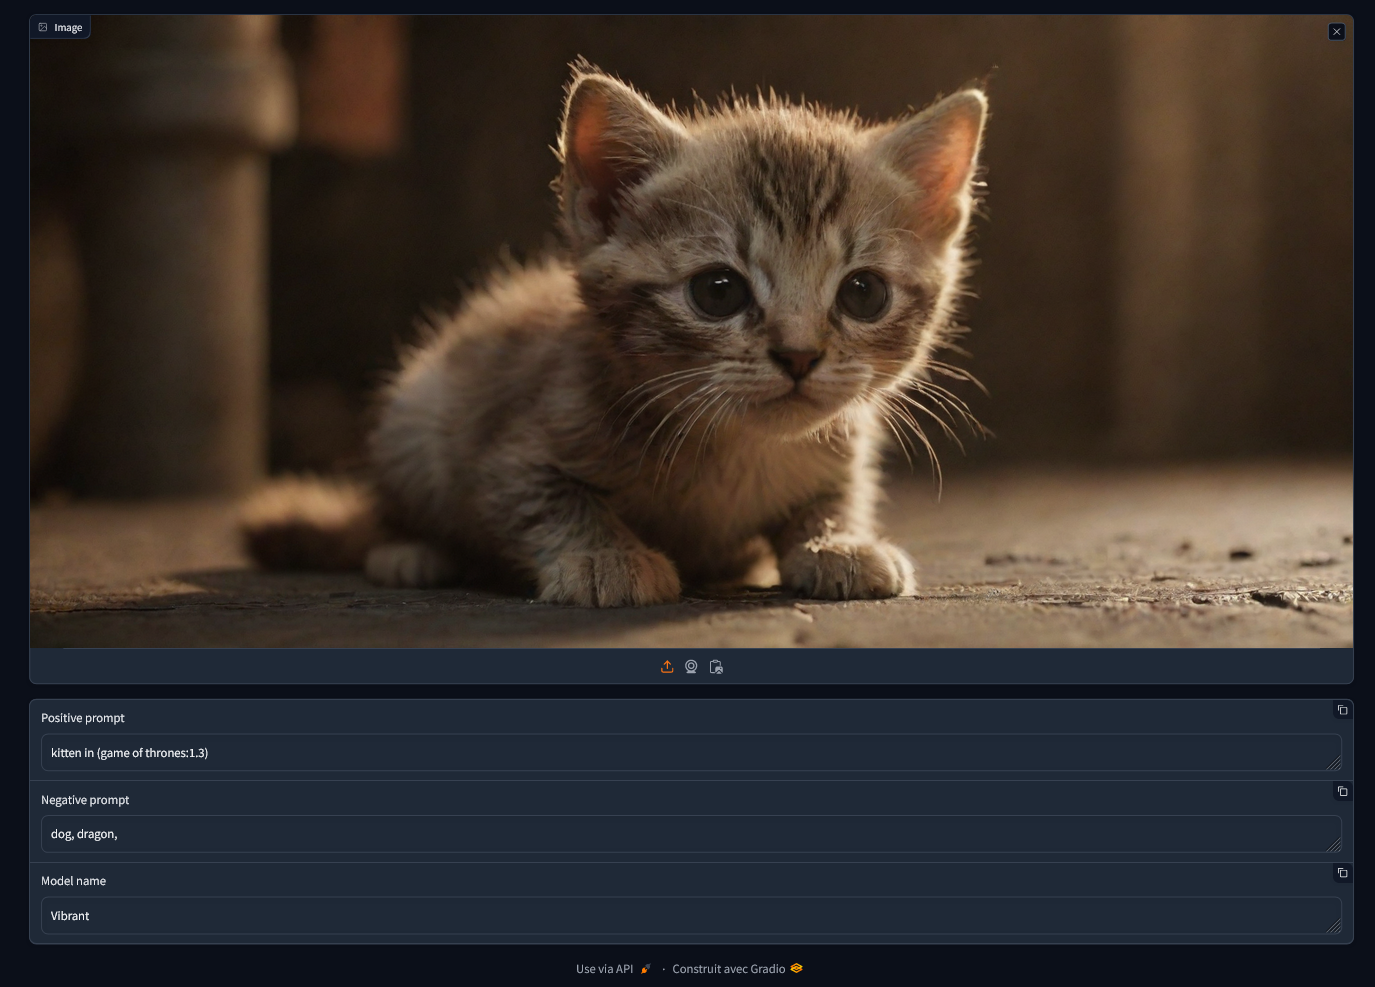 Image
Positive prompt
kitten in (game of thrones:1.3)
Negative prompt
dog, dragon,
Model name
Vibrant
Use via API · Construit avec Gradio